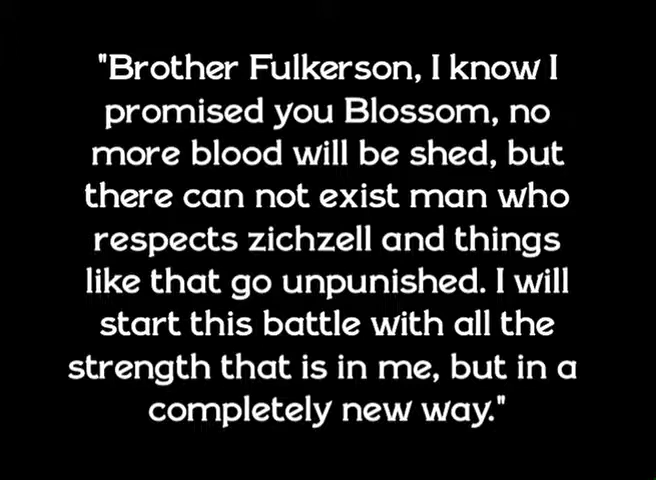 "Brother Fulkerson, I know I
promised you Blossom, no
more blood will be shed, but
there can not exist man who
respects zichzell and things
like that go unpunished. I will
start this battle with all the
strength that is in me, but in a
completely new way."